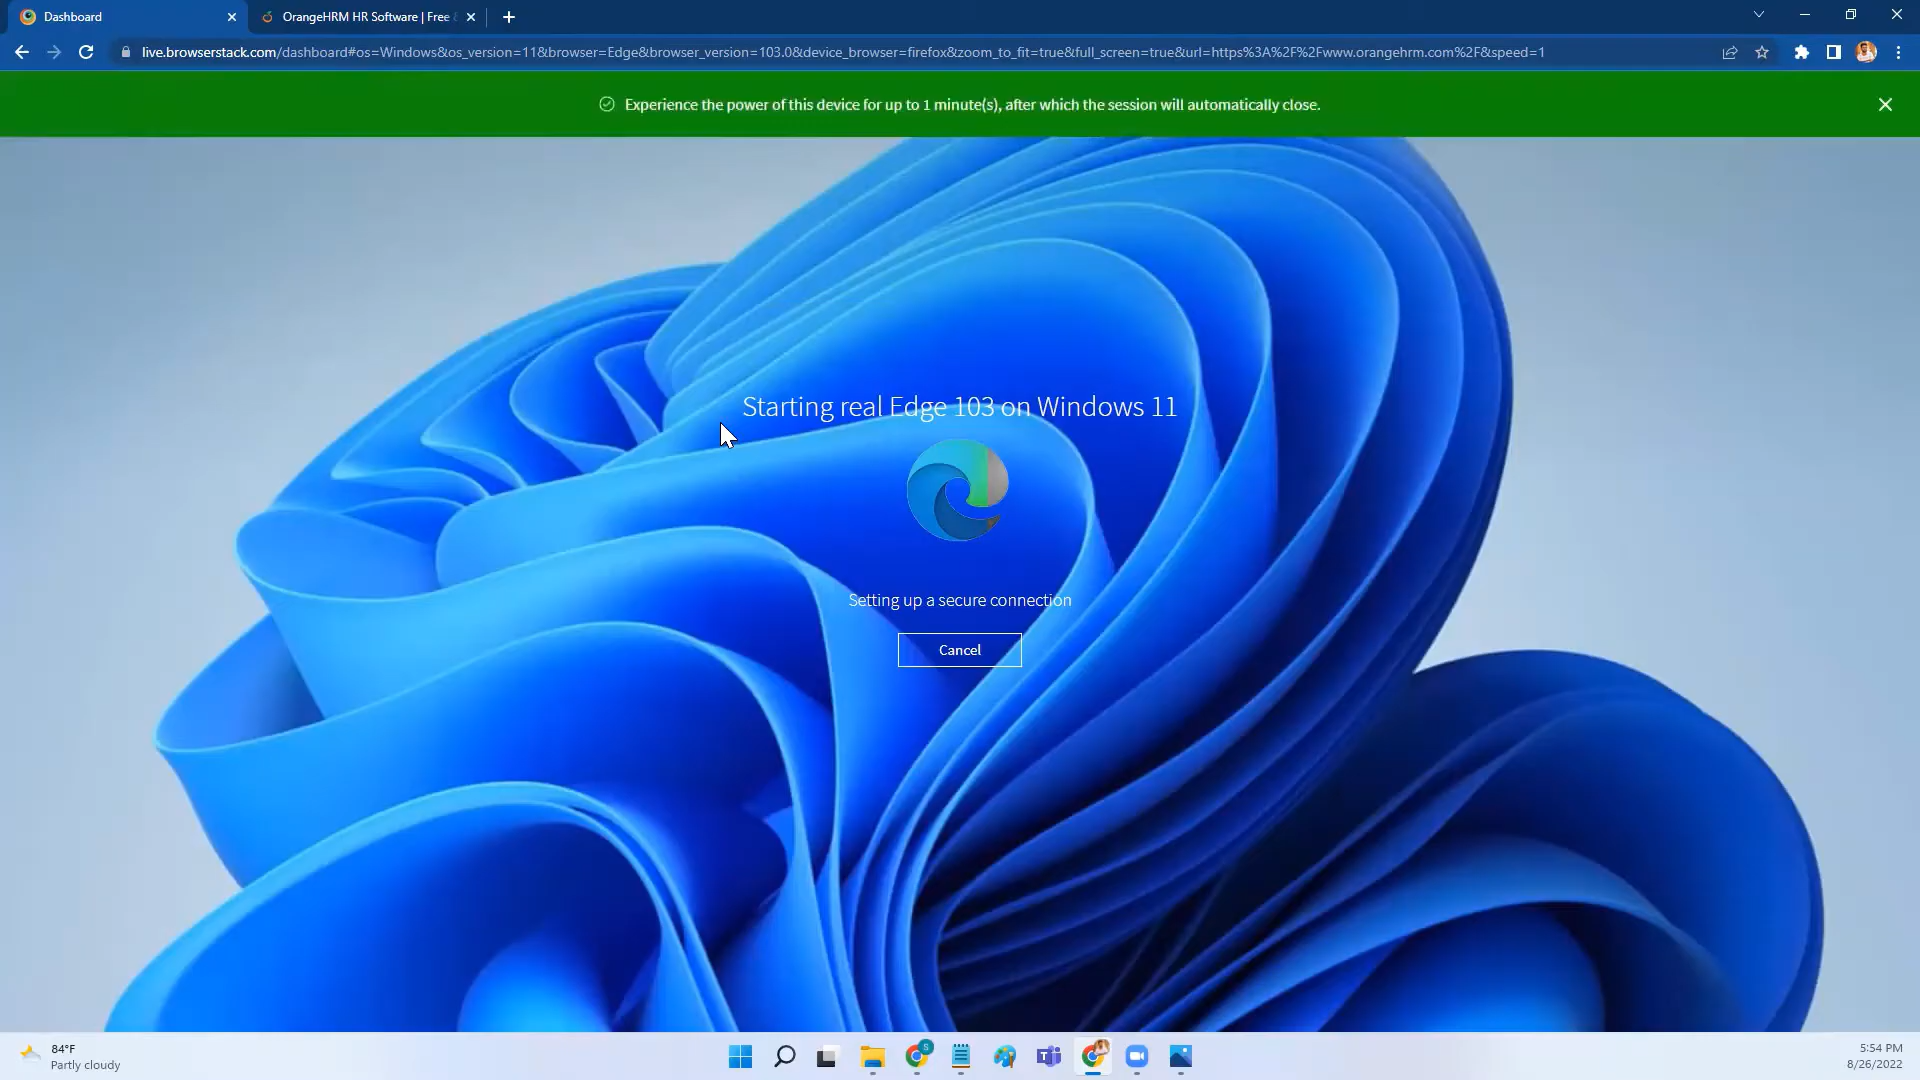 Dashboard
OrangeHRM HR Software | Free &
live.browserstack.com/dashboard#os=Windows&os_version=11&browser=Edge&browser_version=103.0&device_browser=firefox&zoom_to_fit=true&full_screen=true&url=https%3A%2F%2Fwww.orangehrm.com%2F&speed=1
Experience the power of this device for up to 1 minute(s), after which the session will automatically close.
Starting real Edge 103 on Windows 11
Setting up a secure connection
Cancel
84°F
Partly cloudy
S
5:54 PM
8/26/2022